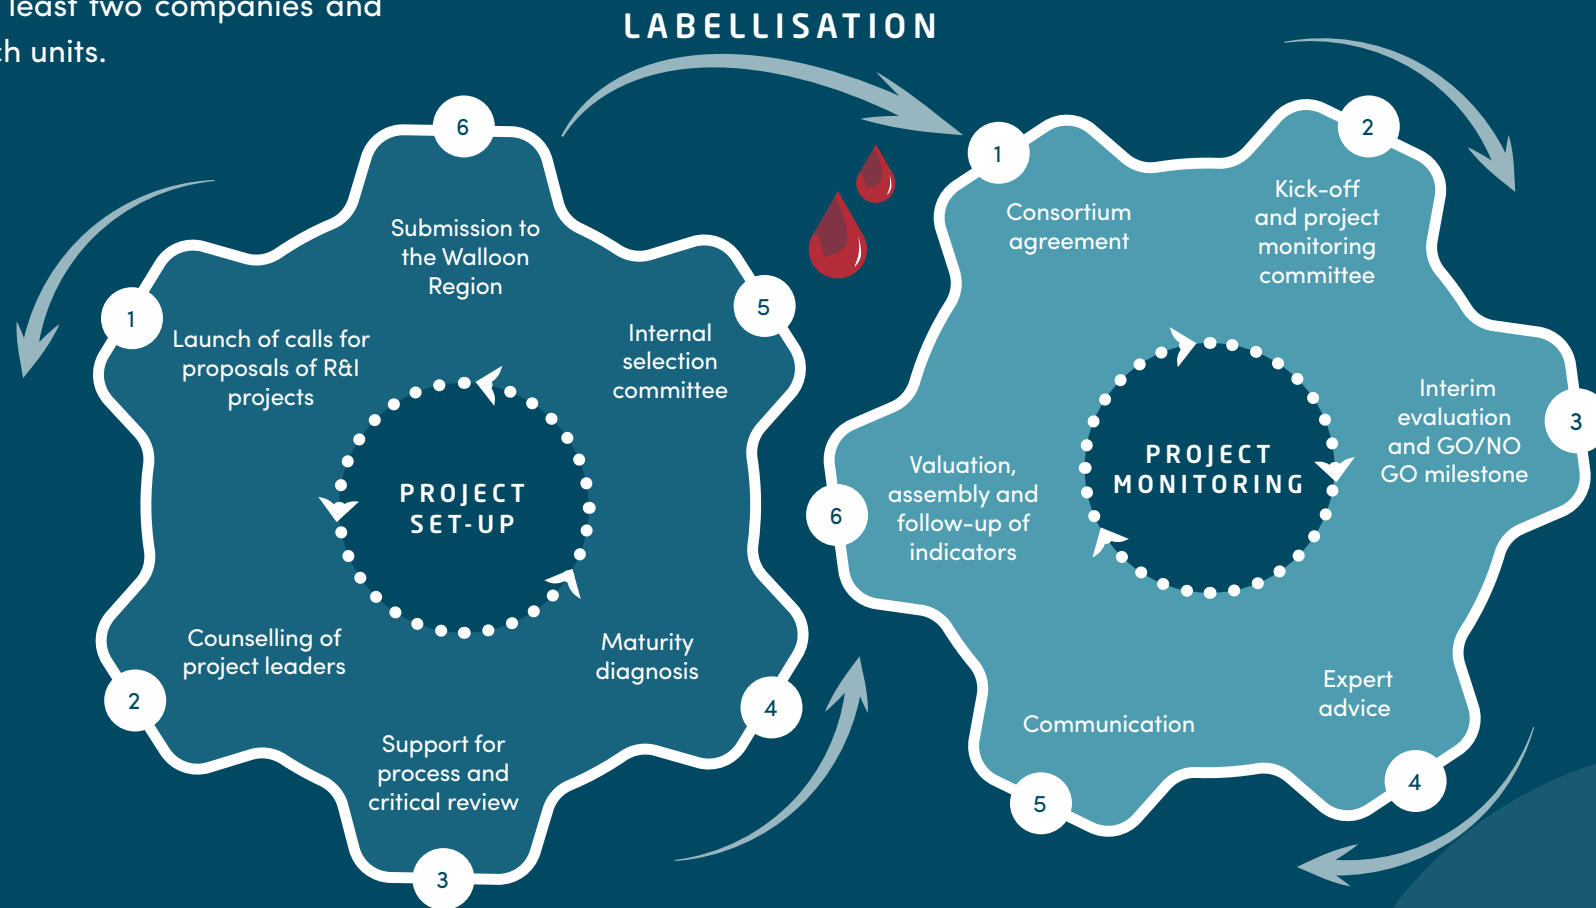 least two companies and
ch units.
LABELLISATION
6
Submission to
the Walloon
Region
1
Launch of calls for
proposals of R&I
projects
5
Internal
selection
committee
PROJECT
SET-UP
2
Counselling of
project leaders
4
Maturity
diagnosis
3
Support for
process and
critical review
1
Consortium
agreement
2
Kick-off
and project
monitoring
committee
3
Interim
evaluation
and GO/NO
GO milestone
PROJECT
MONITORING
6
Valuation,
assembly and
follow-up of
indicators
4
Expert
advice
5
Communication